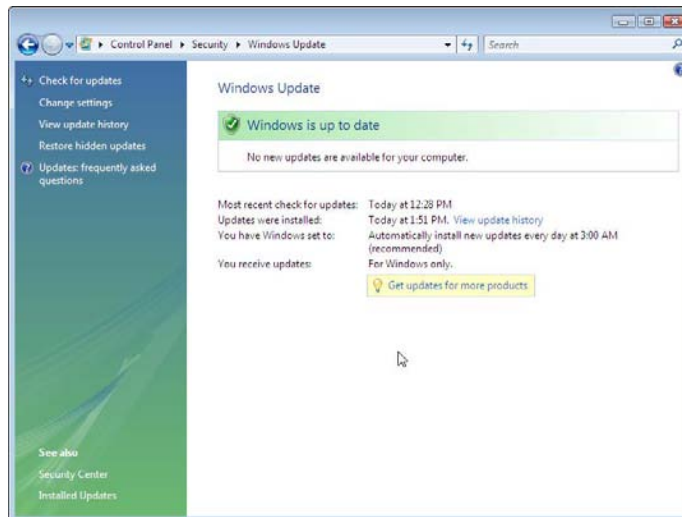 Control Panel ▸ Security ▸ Windows Update
Search
Check for updates
Change settings
View update history
Restore hidden updates
Updates: frequently asked
questions
See also
Security Center
Installed Updates
Windows Update
Windows is up to date
No new updates are available for your computer.
Most recent check for updates: Today at 12:28 PM
Updates were installed: Today at 1:51 PM. View update history
You have Windows set to: Automatically install new updates every day at 3:00 AM
(recommended)
You receive updates: For Windows only.
Get updates for more products